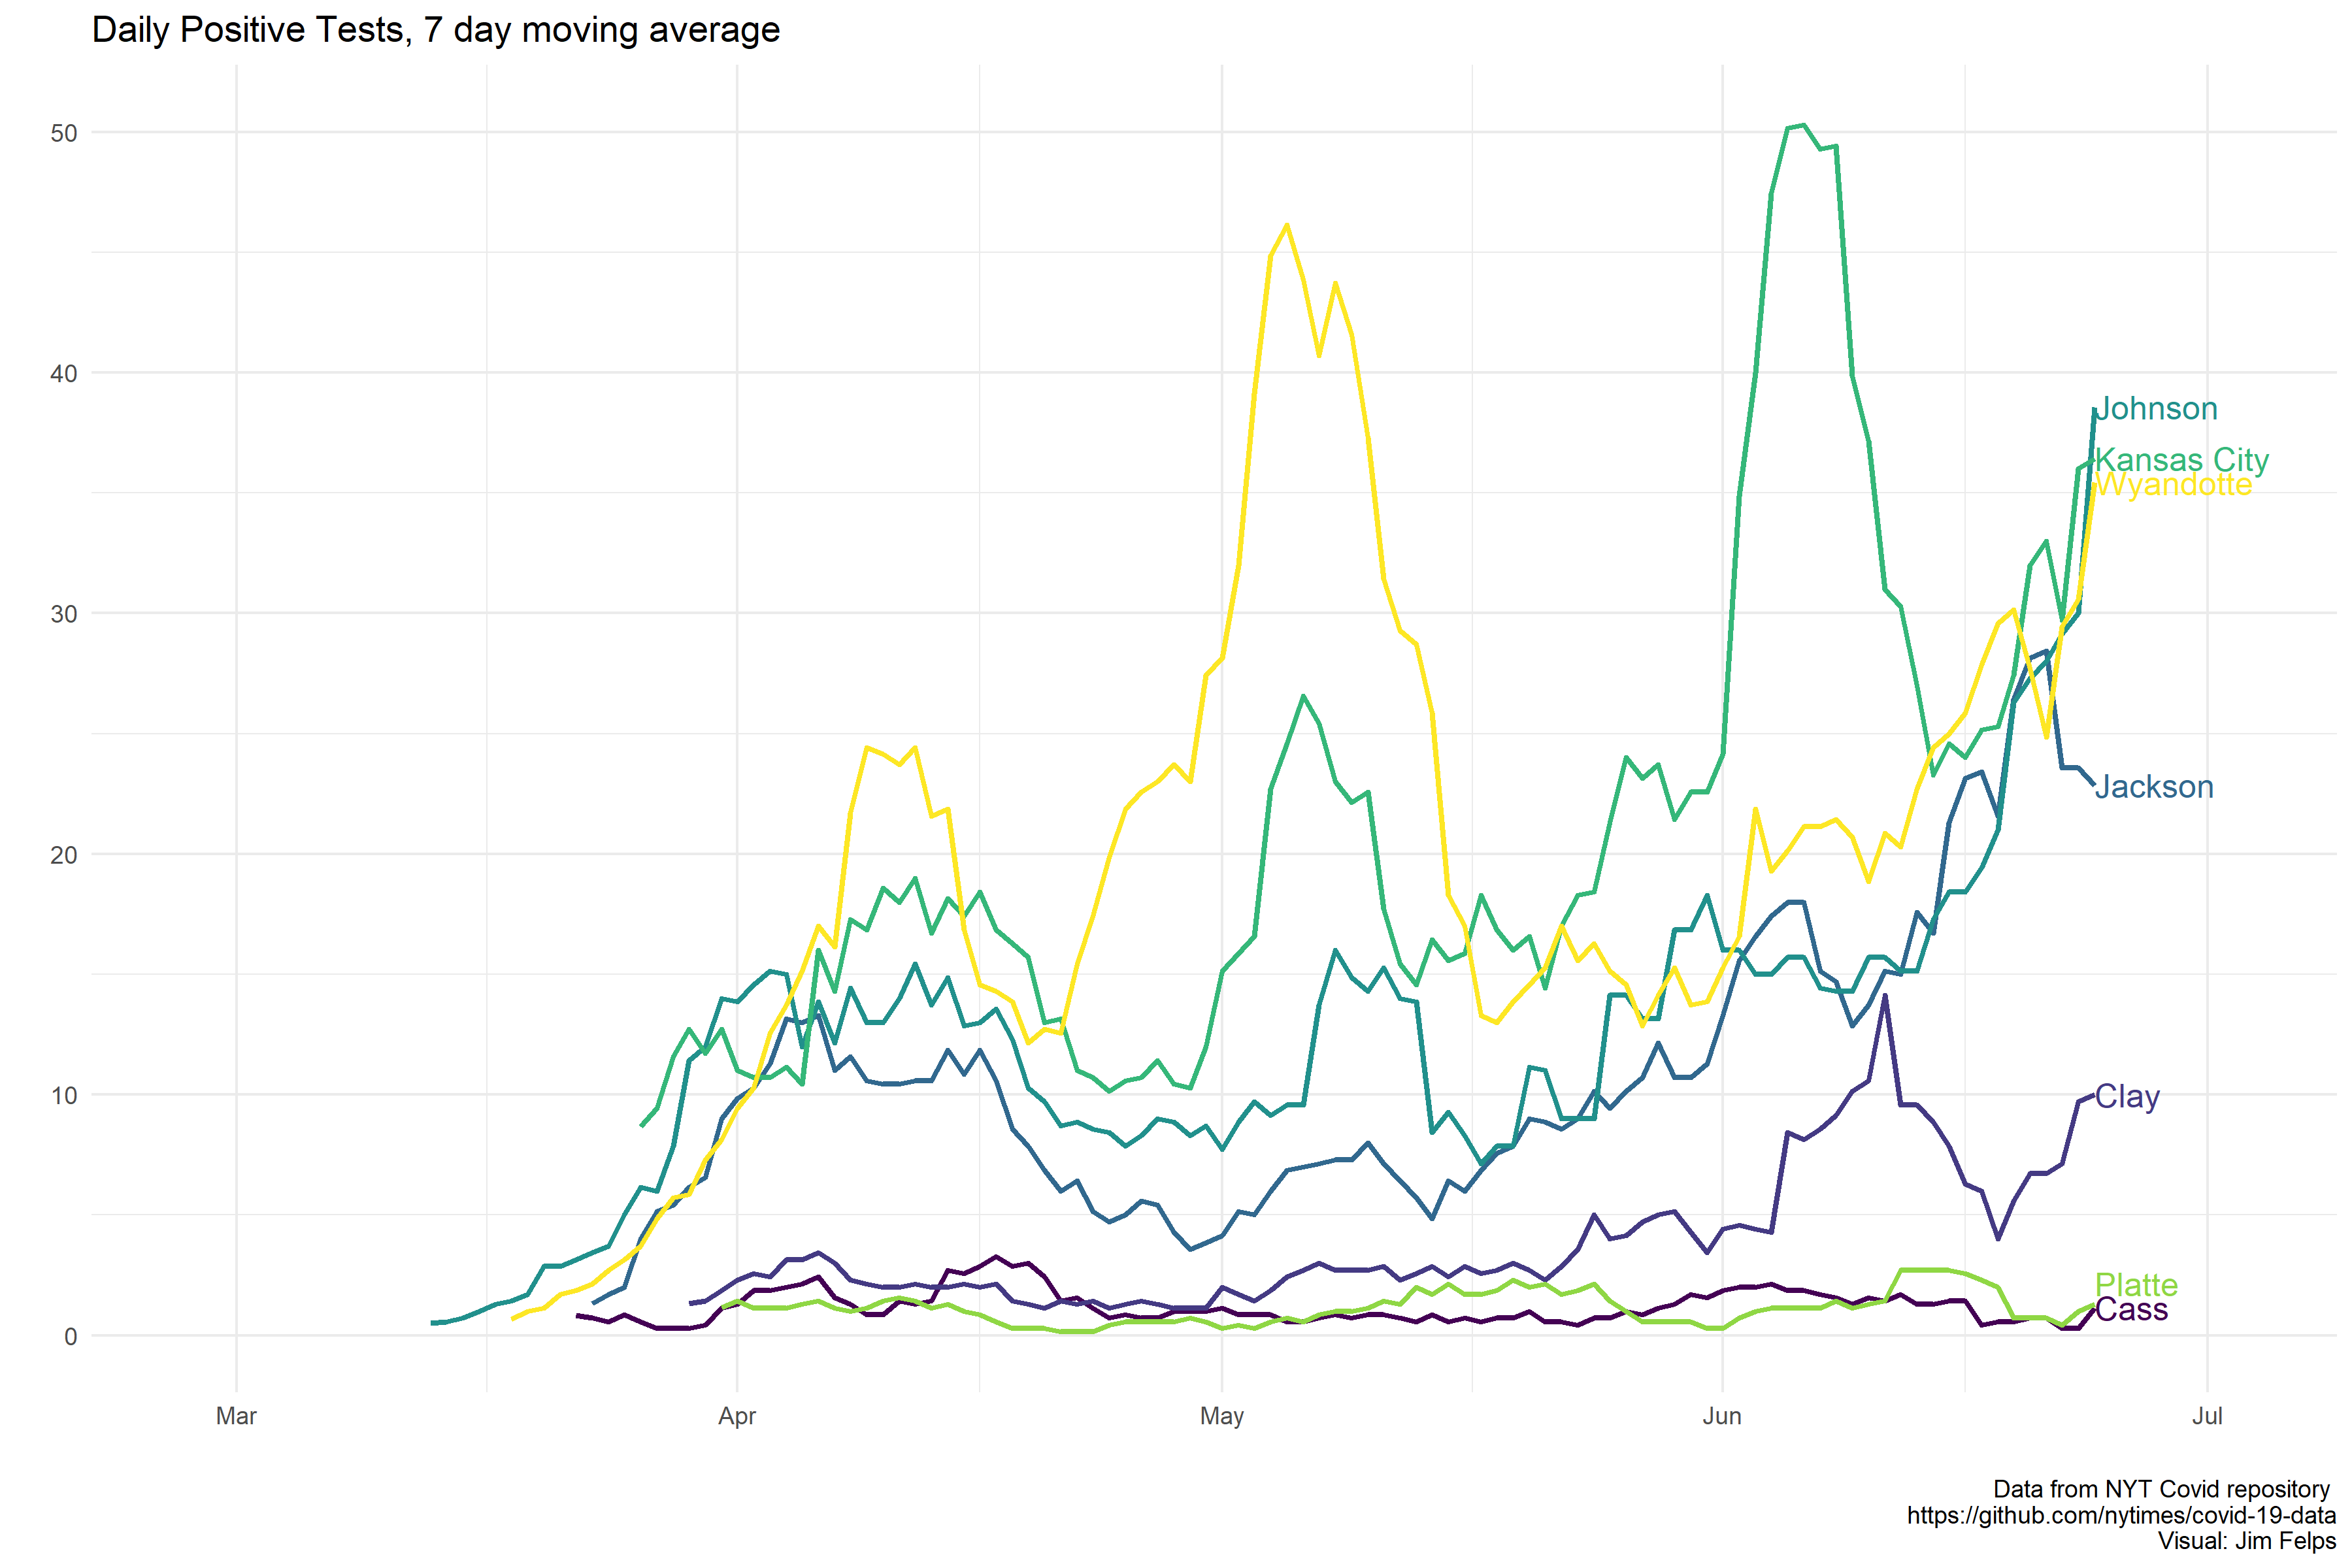 Daily Positive Tests, 7 day moving average
50
40
30
20
10
0
Johnson
Kansas City
Wyandotte
Jackson
Clay
Platte
Cass
Mar
Apr
May
Jun
Jul
Data from NYT Covid repository
https://github.com/nytimes/covid-19-data
Visual: Jim Felps